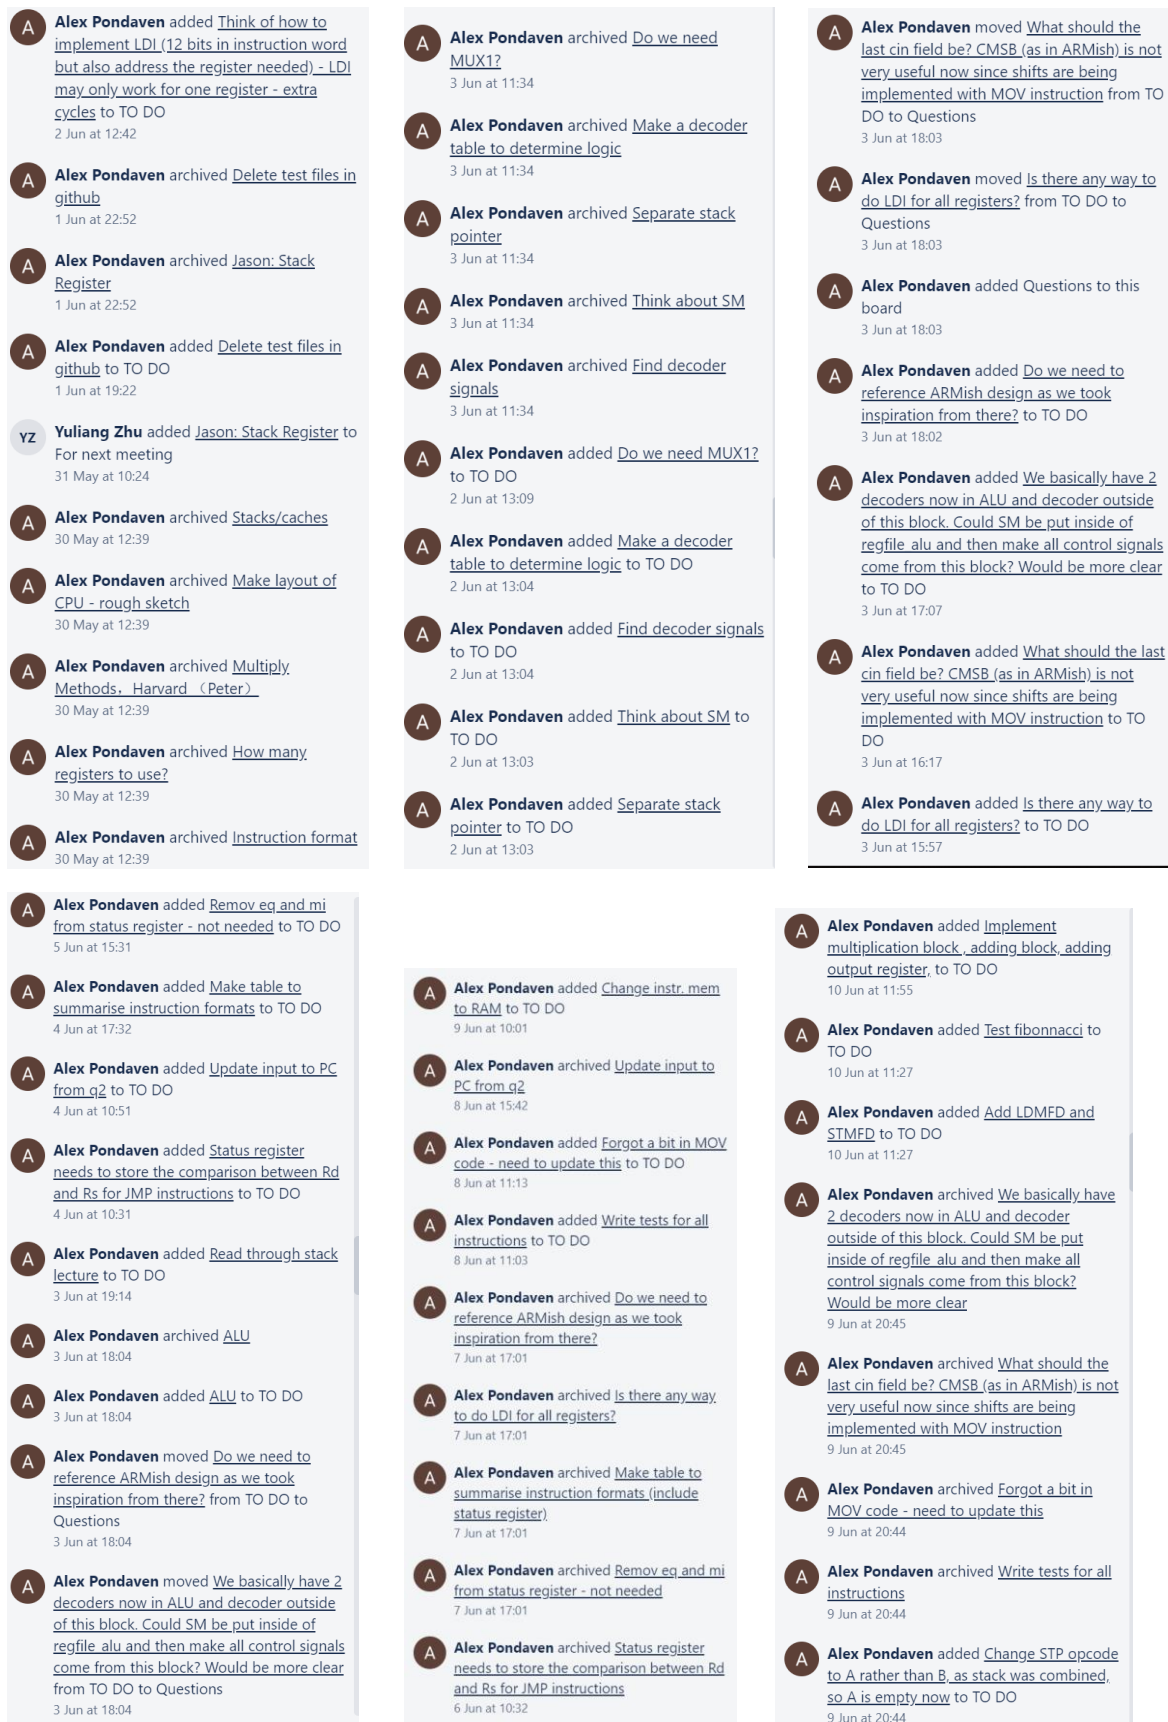 A
Alex Pondaven added Think of how to
implement LDI (12 bits in instruction word
but also address the register needed) - LDI
may only work for one register - extra
cycles to TO DO
2 Jun at 12:42
A
Alex Pondaven archived Delete test files in
github
1 Jun at 22:52
A
Alex Pondaven archived Jason: Stack
Register
1 Jun at 22:52
A
Alex Pondaven added Delete test files in
github to TO DO
1 Jun at 19:22
YZ
Yuliang Zhu added Jason: Stack Register to
For next meeting
31 May at 10:24
A
Alex Pondaven archived Stacks/caches
30 May at 12:39
A
Alex Pondaven archived Make layout of
CPU - rough sketch
30 May at 12:39
A
Alex Pondaven archived Multiply
Methods，Harvard （Peter）
30 May at 12:39
A
Alex Pondaven archived How many
registers to use?
30 May at 12:39
A
Alex Pondaven archived Instruction format
30 May at 12:39
A
Alex Pondaven archived Do we need
MUX1?
3 Jun at 11:34
A
Alex Pondaven archived Make a decoder
table to determine logic
3 Jun at 11:34
A
Alex Pondaven archived Separate stack
pointer
3 Jun at 11:34
A
Alex Pondaven archived Think about SM
3 Jun at 11:34
A
Alex Pondaven archived Find decoder
signals
3 Jun at 11:34
A
Alex Pondaven added Do we need MUX1?
to TO DO
2 Jun at 13:09
A
Alex Pondaven added Make a decoder
table to determine logic to TO DO
2 Jun at 13:04
A
Alex Pondaven added Find decoder signals
to TO DO
2 Jun at 13:04
A
Alex Pondaven added Think about SM to
TO DO
2 Jun at 13:03
A
Alex Pondaven added Separate stack
pointer to TO DO
2 Jun at 13:03
A
Alex Pondaven moved What should the
last cin field be? CMSB (as in ARMish) is not
very useful now since shifts are being
implemented with MOV instruction from TO
DO to Questions
3 Jun at 18:03
A
Alex Pondaven moved Is there any way to
do LDI for all registers? from TO DO to
Questions
3 Jun at 18:03
A
Alex Pondaven added Questions to this
board
3 Jun at 18:03
A
Alex Pondaven added Do we need to
reference ARMish design as we took
inspiration from there? to TO DO
3 Jun at 18:02
A
Alex Pondaven added We basically have 2
decoders now in ALU and decoder outside
of this block. Could SM be put inside of
regfile_alu and then make all control signals
come from this block? Would be more clear
to TO DO
3 Jun at 17:07
A
Alex Pondaven added What should the last
cin field be? CMSB (as in ARMish) is not
very useful now since shifts are being
implemented with MOV instruction to TO
DO
3 Jun at 16:17
A
Alex Pondaven added Is there any way to
do LDI for all registers? to TO DO
3 Jun at 15:57
A
Alex Pondaven added Remov eq and mi
from status register - not needed to TO DO
5 Jun at 15:31
A
Alex Pondaven added Make table to
summarise instruction formats to TO DO
4 Jun at 17:32
A
Alex Pondaven added Update input to PC
from q2 to TO DO
4 Jun at 10:51
A
Alex Pondaven added Status register
needs to store the comparison between Rd
and Rs for JMP instructions to TO DO
4 Jun at 10:31
A
Alex Pondaven added Read through stack
lecture to TO DO
3 Jun at 19:14
A
Alex Pondaven archived ALU
3 Jun at 18:04
A
Alex Pondaven added ALU to TO DO
3 Jun at 18:04
A
Alex Pondaven moved Do we need to
reference ARMish design as we took
inspiration from there? from TO DO to
Questions
3 Jun at 18:04
A
Alex Pondaven moved We basically have 2
decoders now in ALU and decoder outside
of this block. Could SM be put inside of
regfile_alu and then make all control signals
come from this block? Would be more clear
from TO DO to Questions
3 Jun at 18:04
A
Alex Pondaven added Change instr. mem
to RAM to TO DO
9 Jun at 10:01
A
Alex Pondaven archived Update input to
PC from q2
8 Jun at 15:42
A
Alex Pondaven added Forgot a bit in MOV
code - need to update this to TO DO
8 Jun at 11:13
A
Alex Pondaven added Write tests for all
instructions to TO DO
8 Jun at 11:03
A
Alex Pondaven archived Do we need to
reference ARMish design as we took
inspiration from there?
7 Jun at 17:01
A
Alex Pondaven archived Is there any way
to do LDI for all registers?
7 Jun at 17:01
A
Alex Pondaven archived Make table to
summarise instruction formats (include
status register)
7 Jun at 17:01
A
Alex Pondaven archived Remov eq and mi
from status register - not needed
7 Jun at 17:01
A
Alex Pondaven archived Status register
needs to store the comparison between Rd
and Rs for JMP instructions
6 Jun at 10:32
A
Alex Pondaven added Implement
multiplication block , adding block, adding
output register, to TO DO
10 Jun at 11:55
A
Alex Pondaven added Test fibonnacci to
TO DO
10 Jun at 11:27
A
Alex Pondaven added Add LDMFD and
STMFD to TO DO
10 Jun at 11:27
A
Alex Pondaven archived We basically have
2 decoders now in ALU and decoder
outside of this block. Could SM be put
inside of regfile_alu and then make all
control signals come from this block?
Would be more clear
9 Jun at 20:45
A
Alex Pondaven archived What should the
last cin field be? CMSB (as in ARMish) is not
very useful now since shifts are being
implemented with MOV instruction
9 Jun at 20:45
A
Alex Pondaven archived Forgot a bit in
MOV code - need to update this
9 Jun at 20:44
A
Alex Pondaven archived Write tests for all
instructions
9 Jun at 20:44
A
Alex Pondaven added Change STP opcode
to A rather than B, as stack was combined,
so A is empty now to TO DO
9 Jun at 20:44